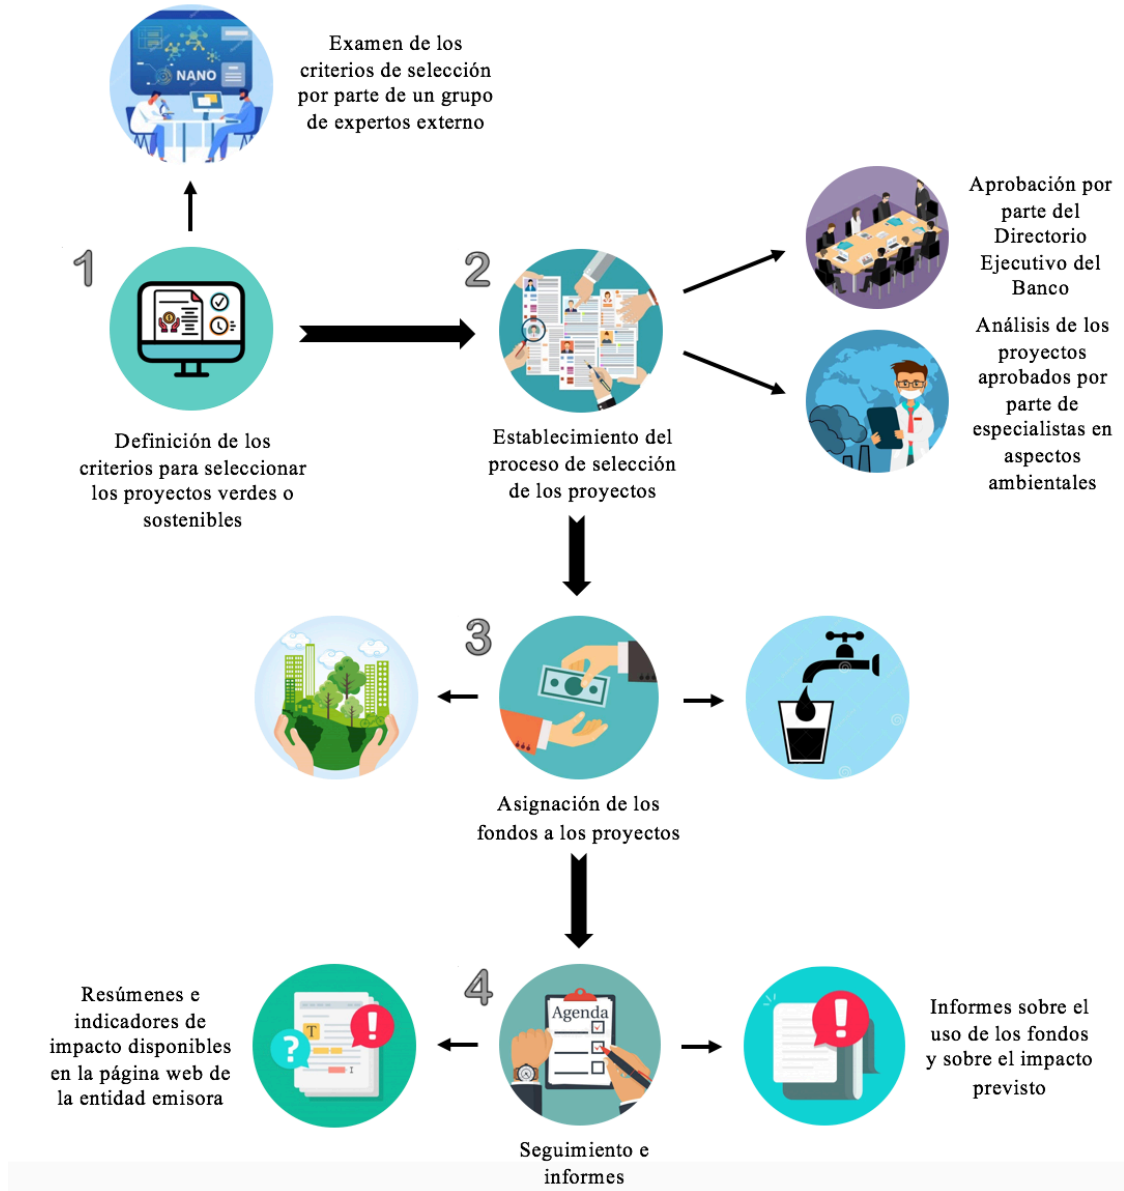 NANO
Examen de los
criterios de selección
por parte de un grupo
de expertos externo
1
Definición de los
criterios para seleccionar
los proyectos verdes o
sostenibles
2
Establecimiento del
proceso de selección
de los proyectos
Aprobación por
parte del
Directorio
Ejecutivo del
Banco
Análisis de los
proyectos
aprobados por
parte de
especialistas en
aspectos
ambientales
3
Asignación de los
fondos a los proyectos
4
Agenda
Seguimiento e
informes
Resúmenes e
indicadores de
impacto disponibles
en la página web de
la entidad emisora
?
T
!
!
Informes sobre el
uso de los fondos
y sobre el impacto
previsto